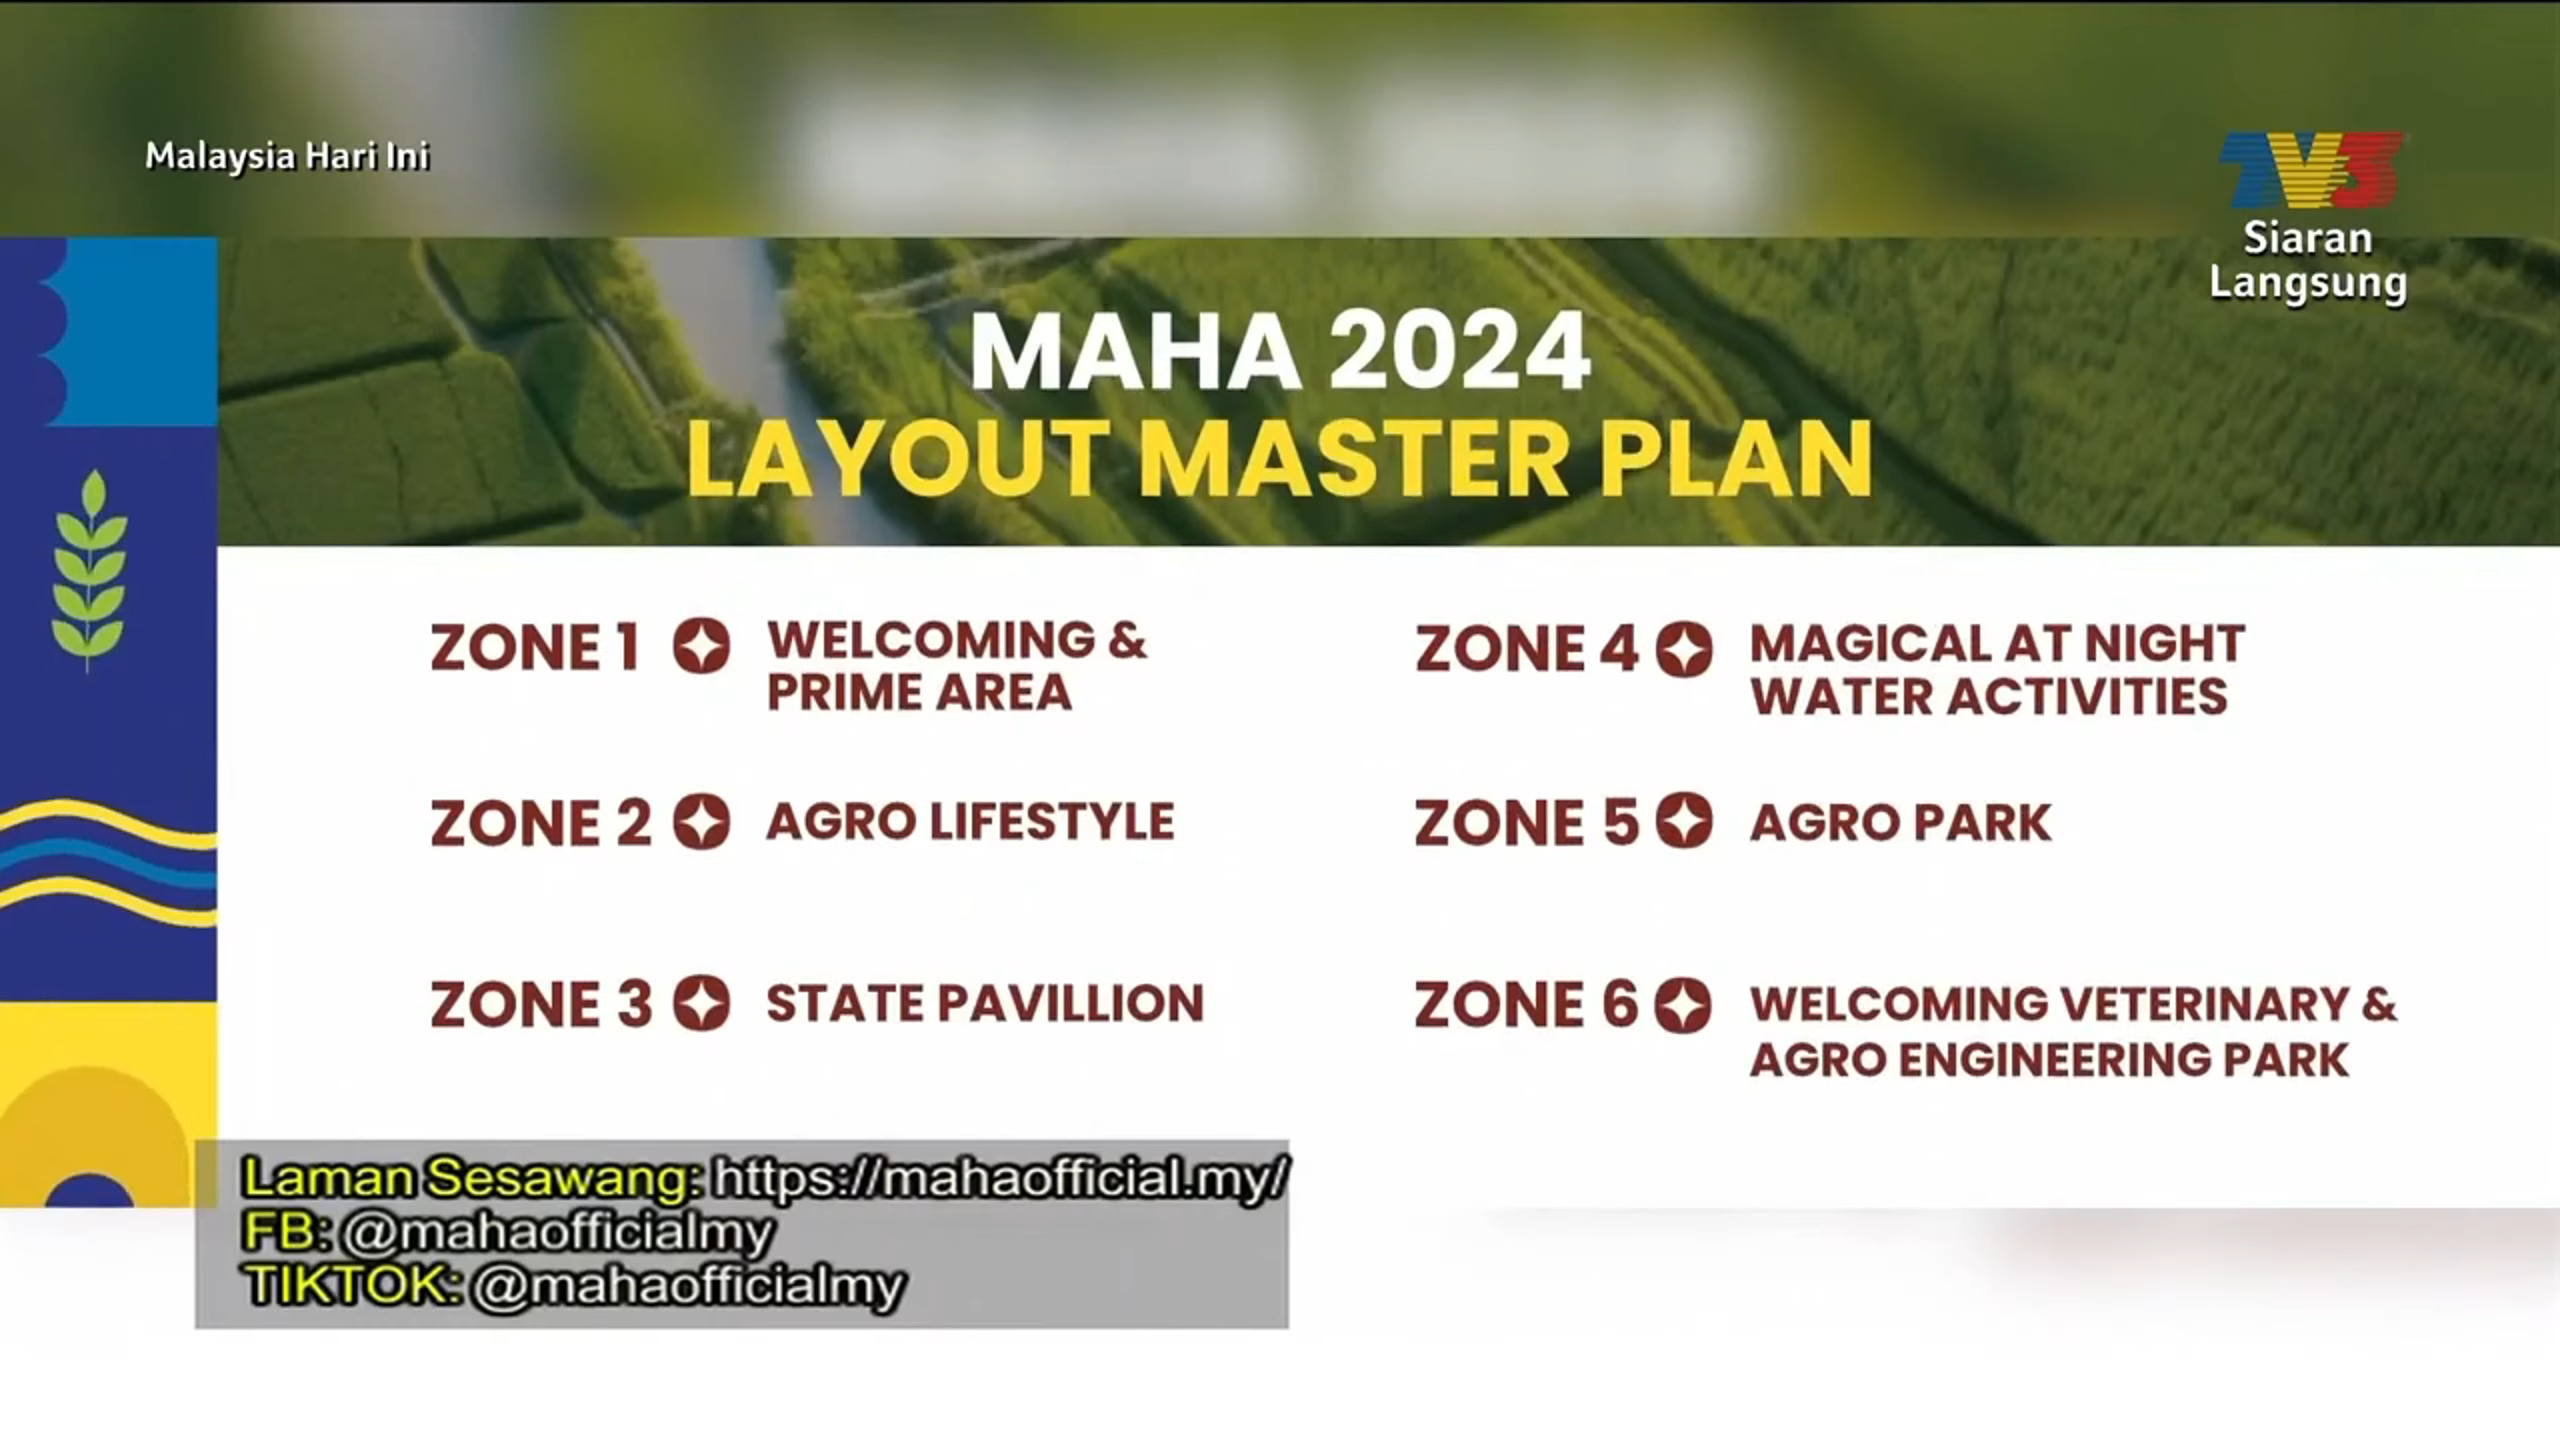 Malaysia Hari Ini
TV3
Siaran
Langsung
MAHA 2024
LAYOUT MASTER PLAN
ZONE 1 WELCOMING &
PRIME AREA
ZONE 2 AGRO LIFESTYLE
ZONE 3 STATE PAVILLION
ZONE 4 MAGICAL AT NIGHT
WATER ACTIVITIES
ZONE 5 AGRO PARK
ZONE 6 WELCOMING VETERINARY &
AGRO ENGINEERING PARK
Laman Sesawang: https://mahaofficial.my/
FB: @mahaofficialmy
TIKTOK: @mahaofficialmy